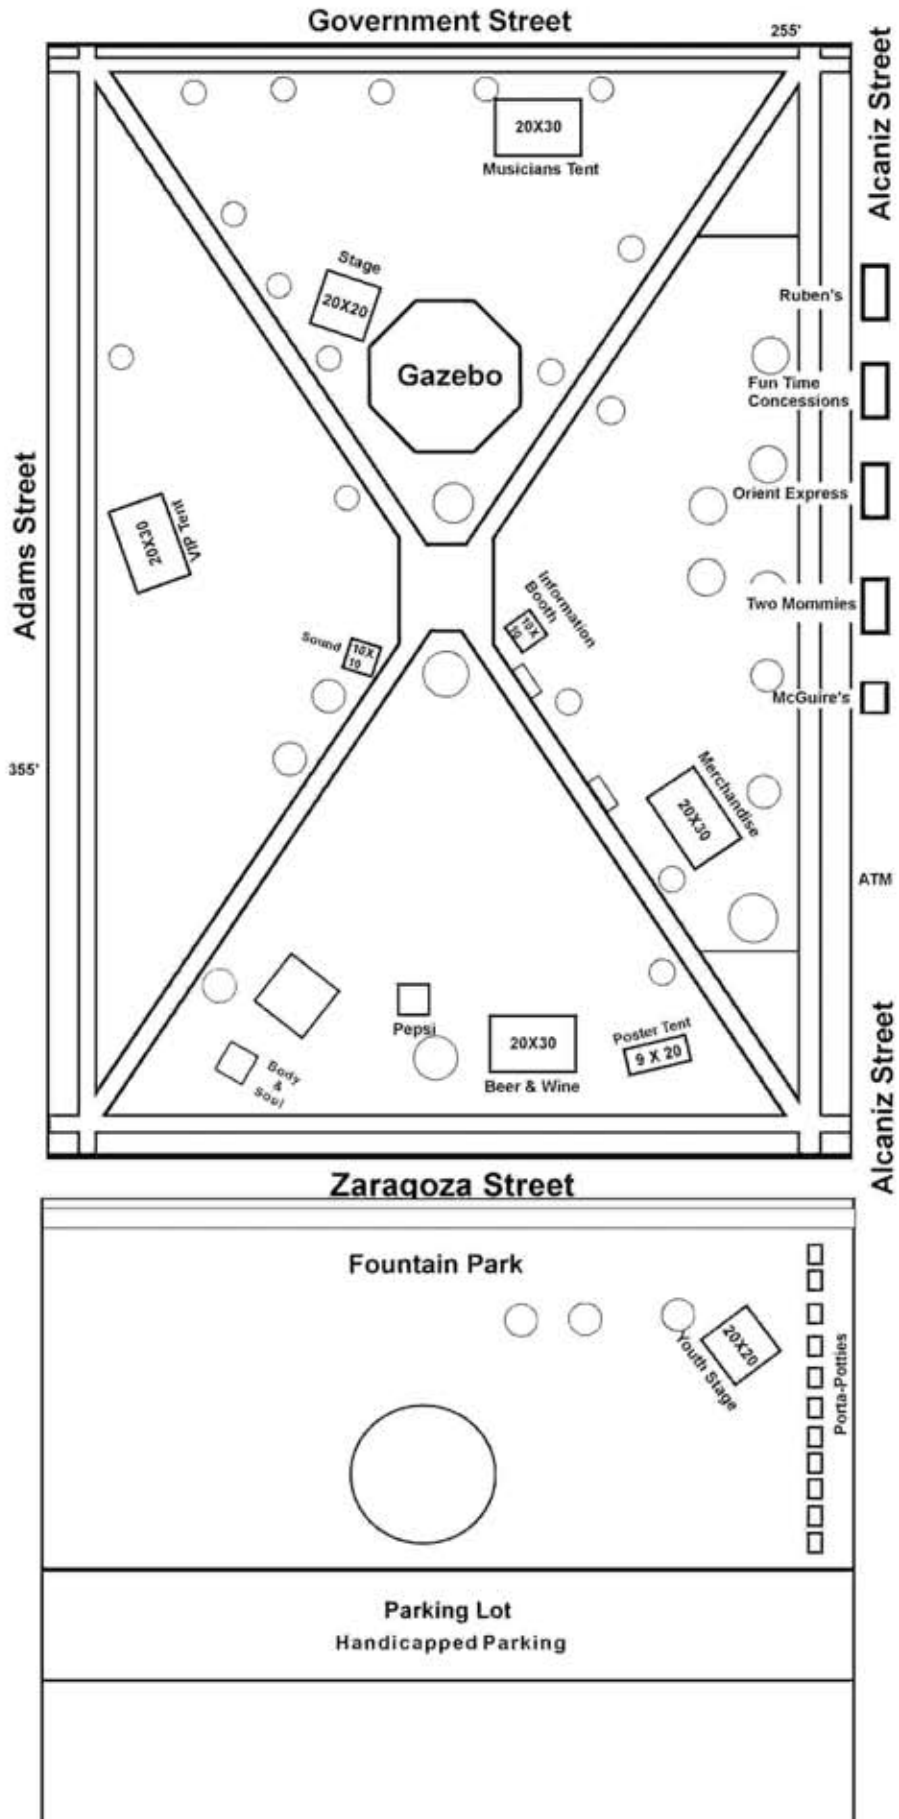 Government Street
255'
Alcaniz Street
20X30
Musicians Tent
Stage
20X20
Gazebo
Ruben's
Fun Time
Concessions
Orient Express
Adams Street
VIP Tent
20X30
Information
Booth
10X
10
Two Mommies
Sound
10X
10
McGuire's
355'
Merchandise
20X30
ATM
Pepsi
20X30
Beer & Wine
Poster Tent
9 X 20
Body
&
Soul
Alcaniz Street
Zaragoza Street
Fountain Park
20X20
Youth Stage
Porta-Potties
Parking Lot
Handicapped Parking